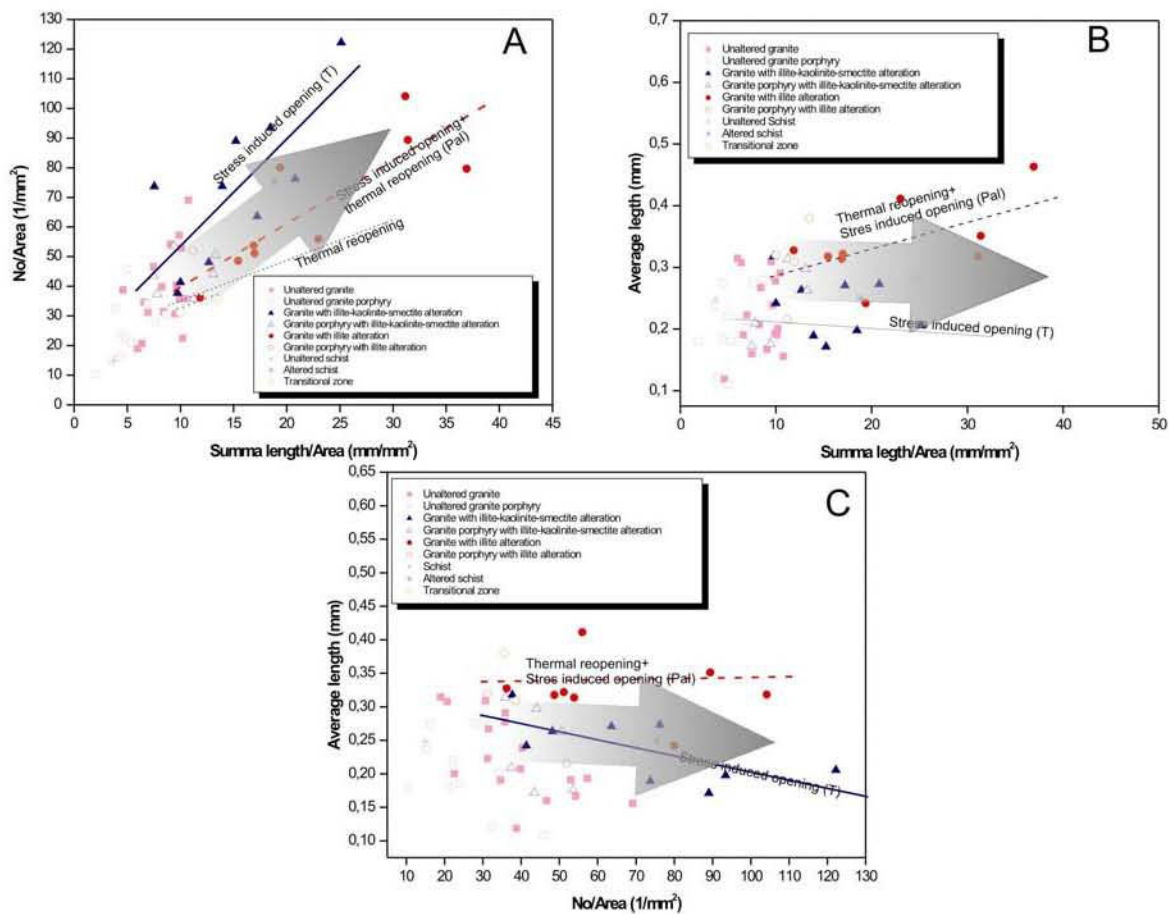 A
No/Area (1/mm²)
130
120
110
100
90
80
70
60
50
40
30
20
10
0
0
5
10
15
20
25
30
35
40
45
Summa length/Area (mm/mm²)
Stress induced opening (T)
Stress induced opening+
thermal reopening (Pal)
Thermal reopening
Unaltered granite
Unaltered granite porphyry
Granite with illite-kaolinite-smectite alteration
Granite porphyry with illite-kaolinite-smectite alteration
Granite with illite alteration
Granite porphyry with illite alteration
Unaltered schist
Altered schist
Transitional zone
B
Average legth (mm)
0,7
0,6
0,5
0,4
0,3
0,2
0,1
0
10
20
30
40
50
Summa legth/Area (mm/mm²)
Unaltered granite
Unaltered granite porphyry
Granite with illite-kaolinite-smectite alteration
Granite porphyry with illite-kaolinite-smectite alteration
Granite with illite alteration
Granite porphyry with illite alteration
Unaltered Schist
Altered schist
Transitional zone
Thermal reopening+
Stres induced opening (Pal)
Stress induced opening (T)
C
Average length (mm)
0,65
0,60
0,55
0,50
0,45
0,40
0,35
0,30
0,25
0,20
0,15
0,10
10
20
30
40
50
60
70
80
90
100
110
120
130
No/Area (1/mm²)
Unaltered granite
Unaltered granite porphyry
Granite with illite-kaolinite-smectite alteration
Granite porphyry with illite-kaolinite-smectite alteration
Granite with illite alteration
Granite porphyry with illite alteration
Schist
Altered schist
Transitional zone
Thermal reopening+
Stres induced opening (Pal)
Stress induced opening (T)